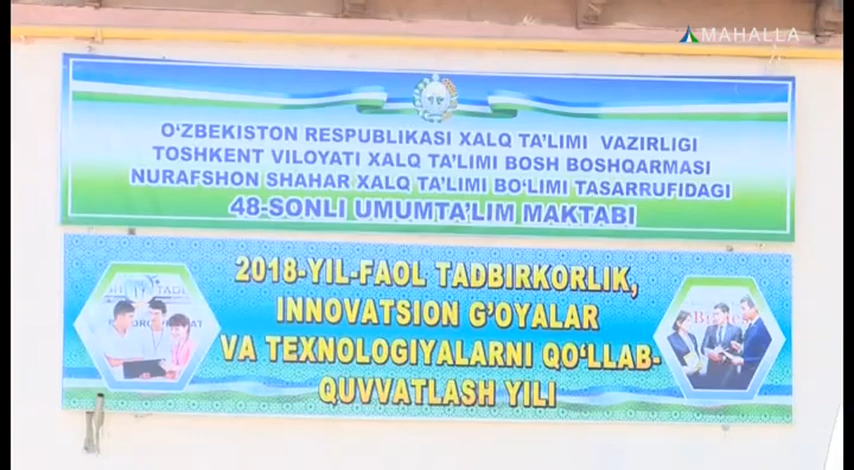 MAHALLA
O'ZBEKISTON RESPUBLIKASI XALQ TA'LIMI VAZIRLIGI
TOSHKENT VILOYATI XALQ TA'LIMI BOSH BOSHQARMASI
NURAFSHON SHAHAR XALQ TA'LIMI BO'LIMI TASARRUFIDAGI
48-SONLI UMUMTA'LIM MAKTABI
2018-YIL-FAOL TADBIRKORLIK,
INNOVATSION G'OYALAR
VA TEXNOLOGIYALARNI QO'LLAB-
QUVVATLASH YILI